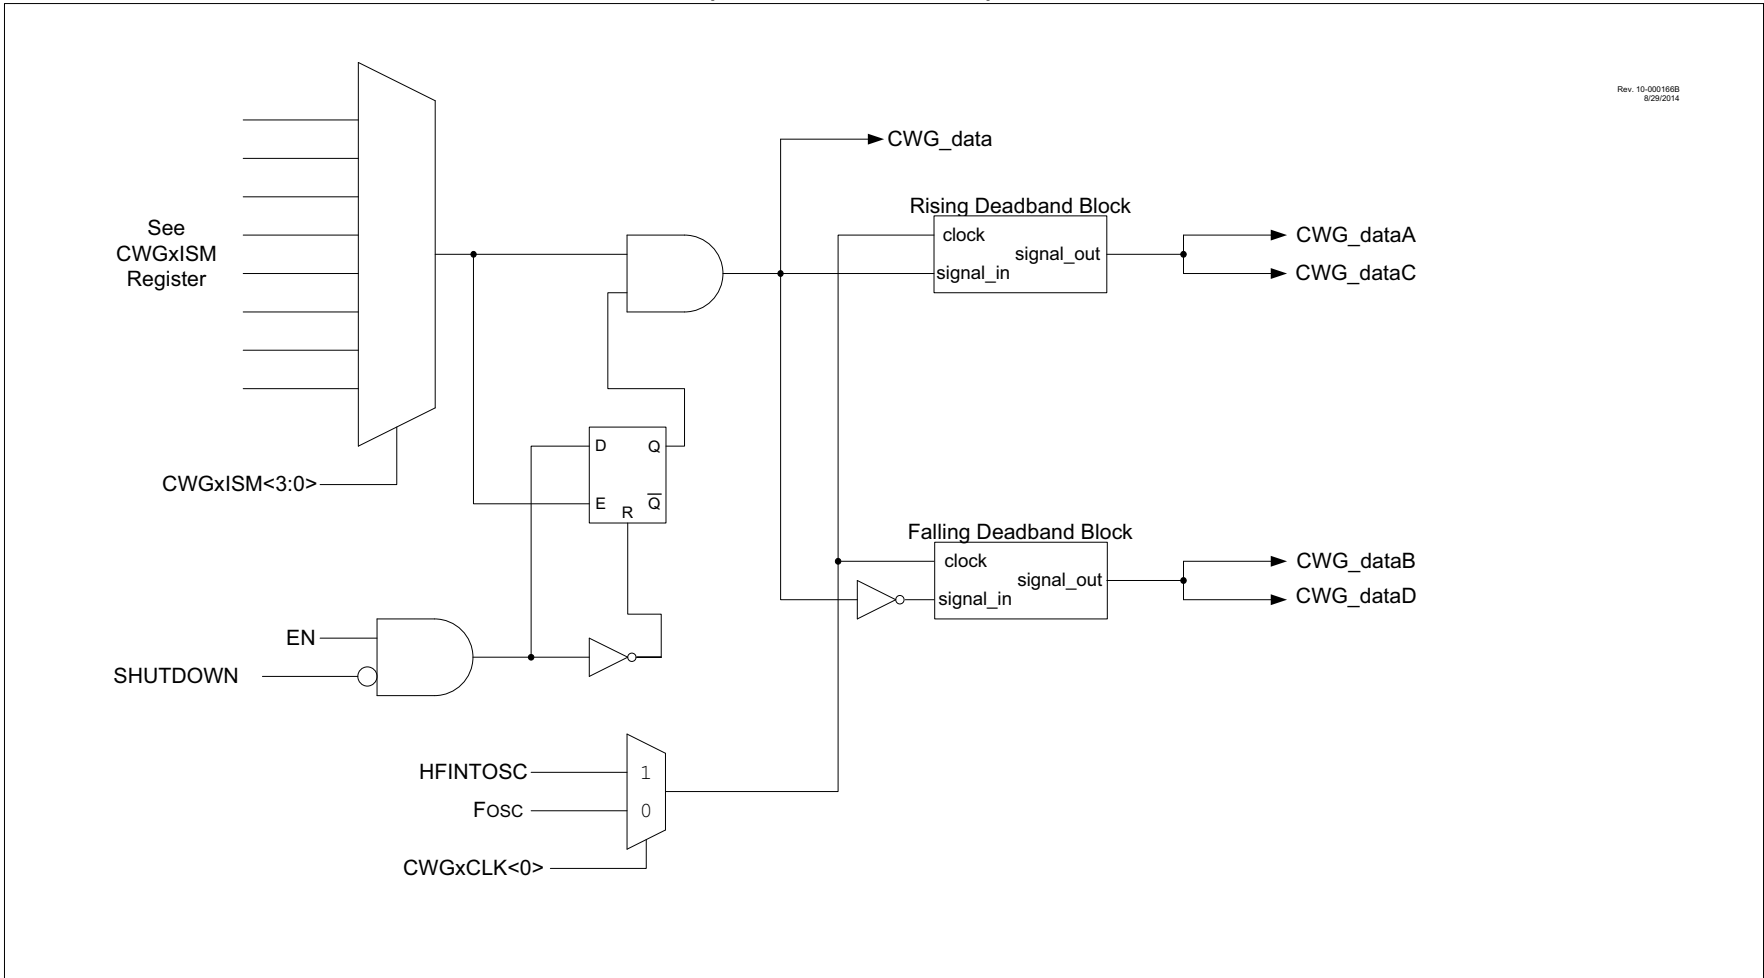 Rev. 10-000166B
8/29/2014
CWG_data
See
CWGxISM
Register
Rising Deadband Block
clock
signal_in
signal_out
CWG_dataA
CWG_dataC
CWGxISM<3:0>
D
Q
E
R
Q̅
Falling Deadband Block
clock
signal_in
signal_out
CWG_dataB
CWG_dataD
EN
SHUTDOWN
HFINTOSC
1
FOSC
0
CWGxCLK<0>